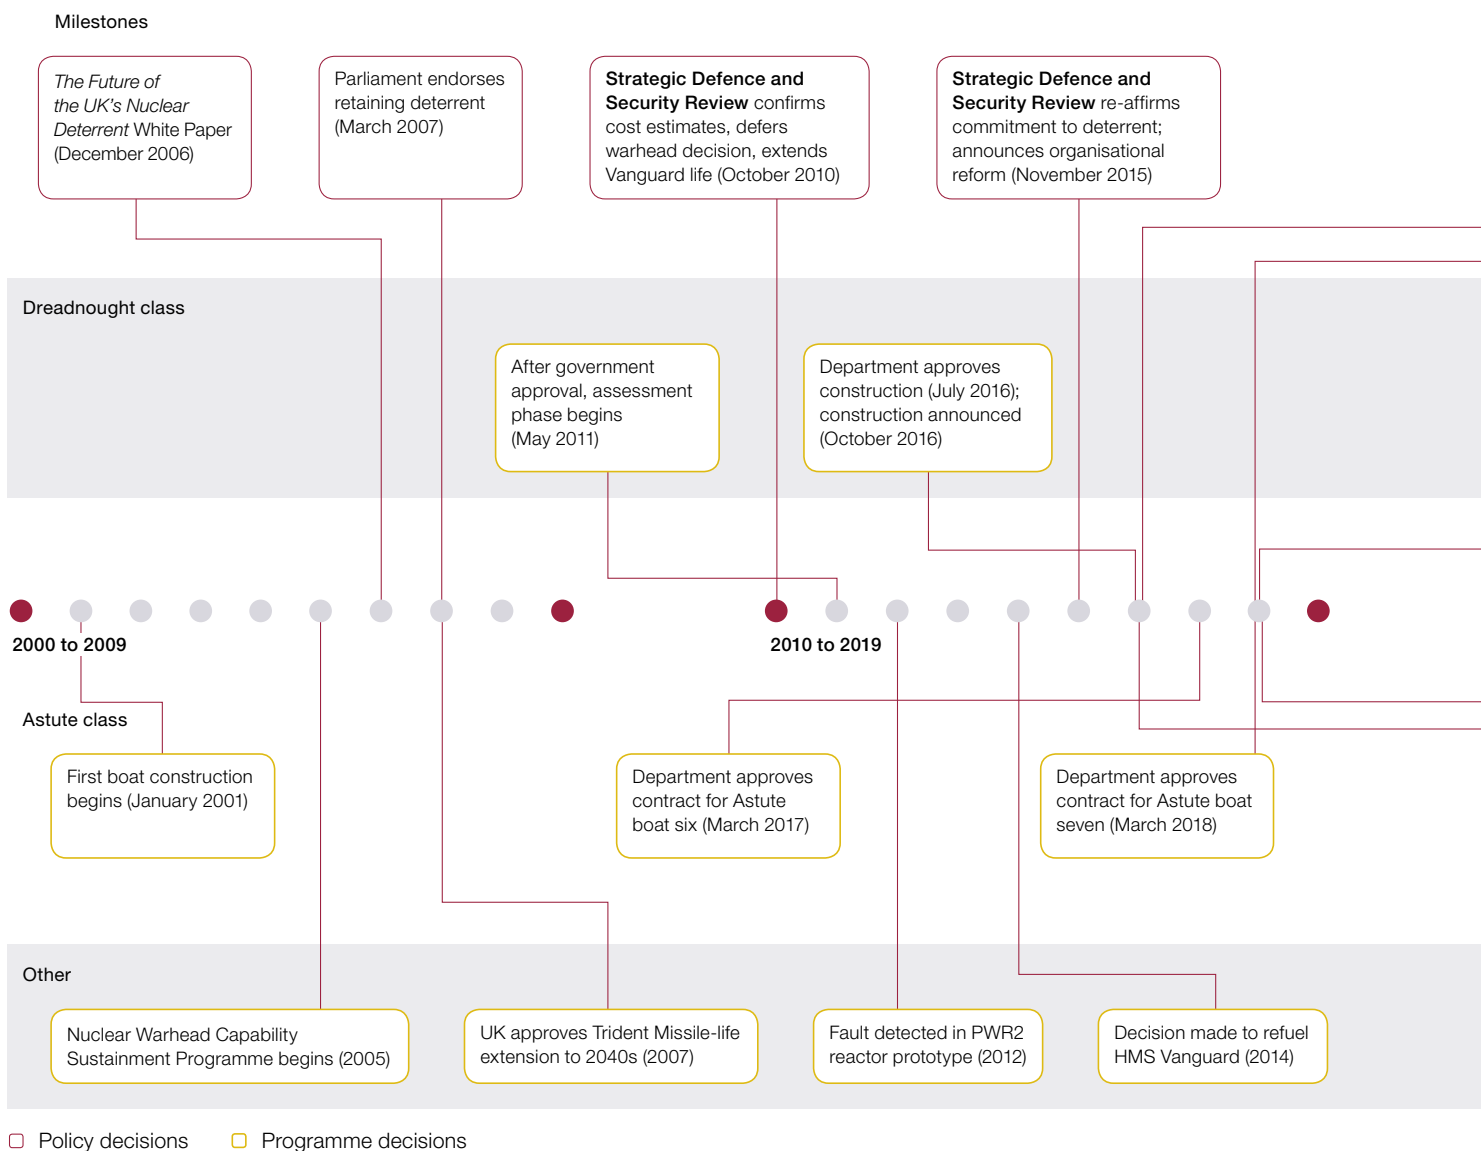 Milestones
The Future of
the UK's Nuclear
Deterrent White Paper
(December 2006)
Parliament endorses
retaining deterrent
(March 2007)
Strategic Defence and
Security Review confirms
cost estimates, defers
warhead decision, extends
Vanguard life (October 2010)
Strategic Defence and
Security Review re-affirms
commitment to deterrent;
announces organisational
reform (November 2015)
Dreadnought class
After government
approval, assessment
phase begins
(May 2011)
Department approves
construction (July 2016);
construction announced
(October 2016)
2000 to 2009
2010 to 2019
Astute class
First boat construction
begins (January 2001)
Department approves
contract for Astute
boat six (March 2017)
Department approves
contract for Astute boat
seven (March 2018)
Other
Nuclear Warhead Capability
Sustainment Programme begins (2005)
UK approves Trident Missile-life
extension to 2040s (2007)
Fault detected in PWR2
reactor prototype (2012)
Decision made to refuel
HMS Vanguard (2014)
Policy decisions
Programme decisions